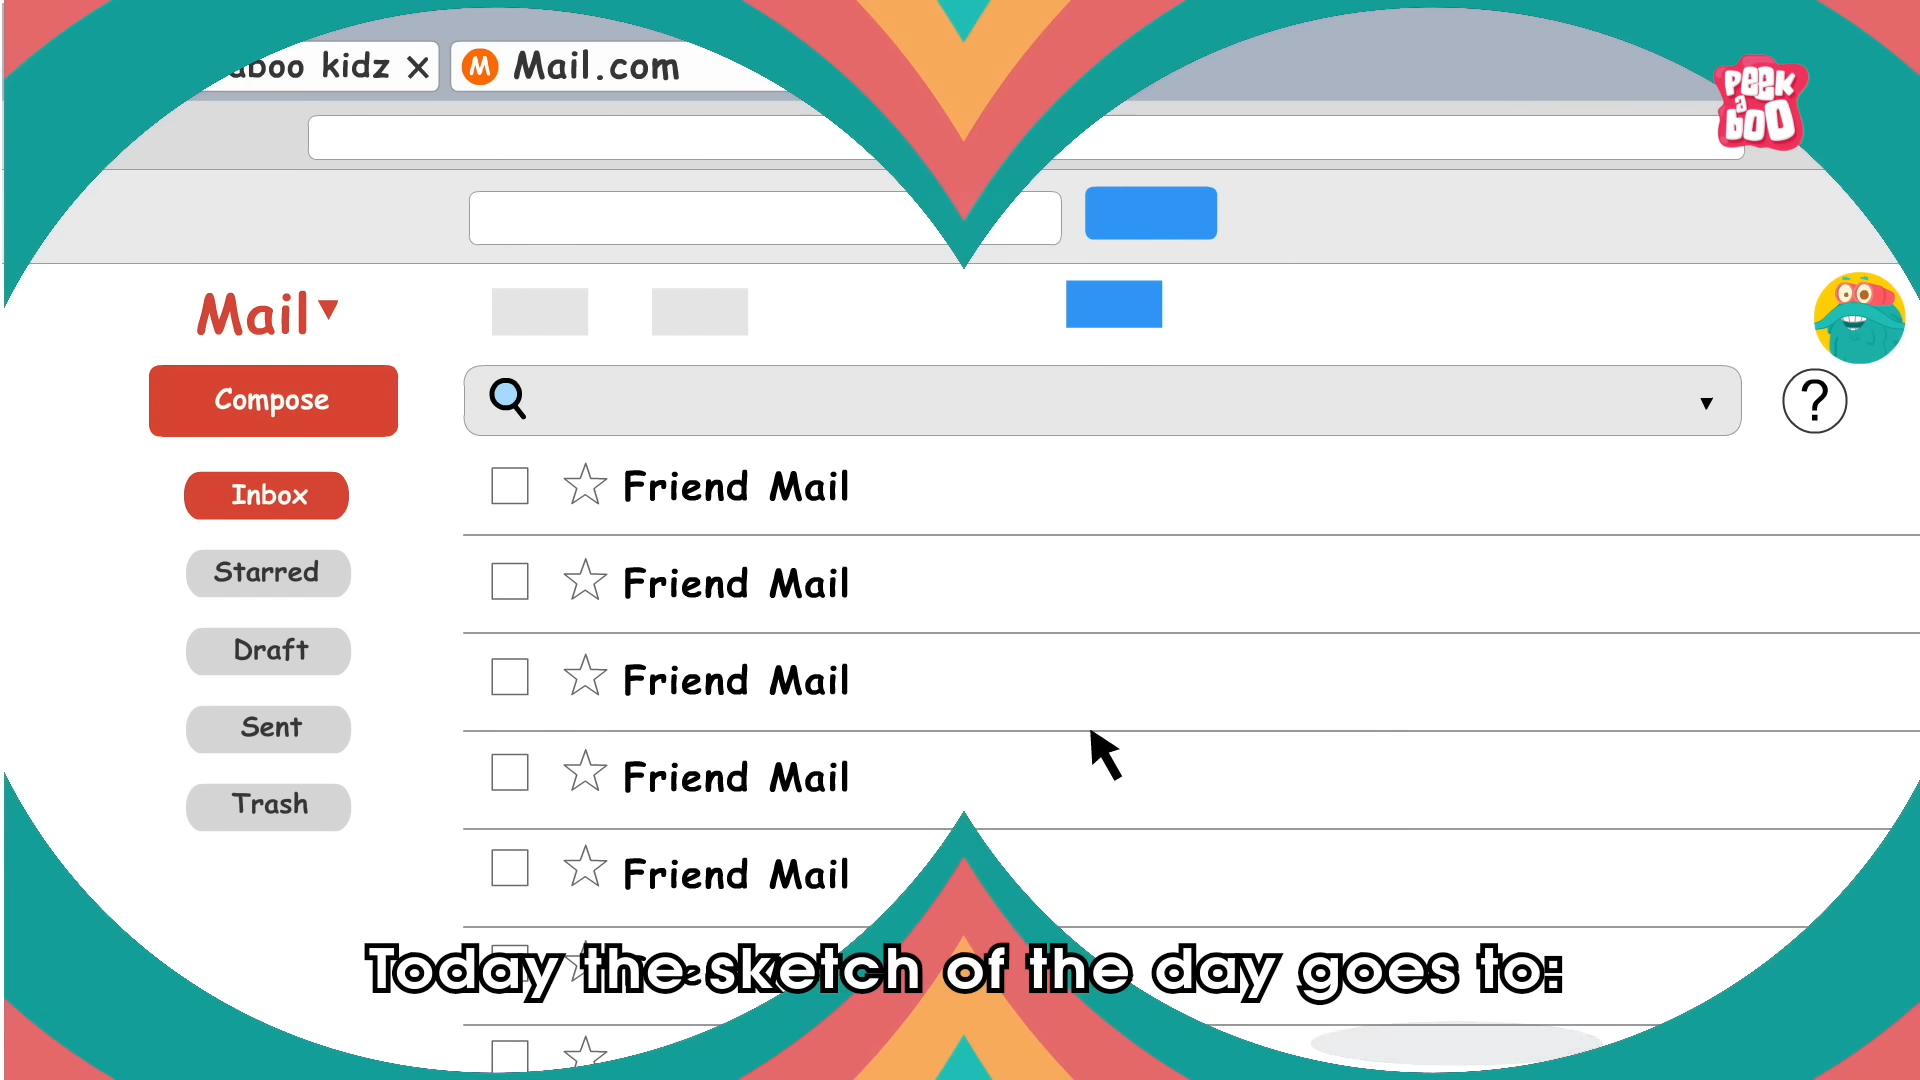 kidz X
M Mail.com
PEEK a boo
Mail
Compose
Inbox
Starred
Draft
Sent
Trash
?
Friend Mail
Friend Mail
Friend Mail
Friend Mail
Friend Mail
Today the sketch of the day goes to: